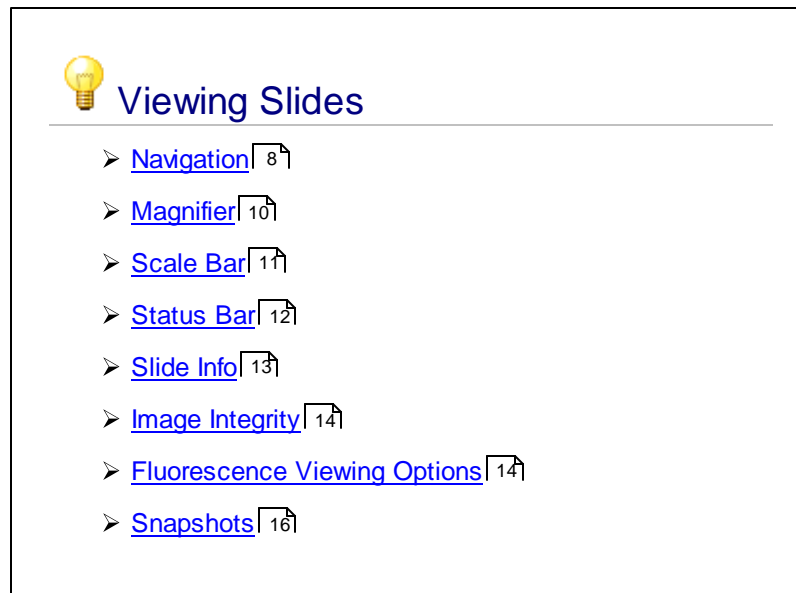 Viewing Slides
Navigation 8
Magnifier 10
Scale Bar 11
Status Bar 12
Slide Info 13
Image Integrity 14
Fluorescence Viewing Options 14
Snapshots 16